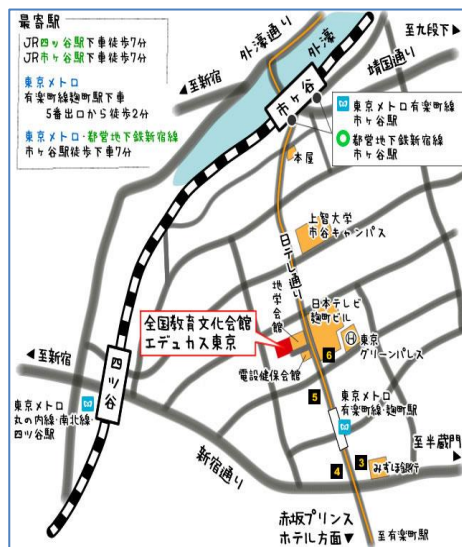 最寄駅
JR四ッ谷駅下車徒歩7分
JR市ヶ谷駅下車徒歩7分
東京メトロ
有楽町線麹町駅下車
5番出口から徒歩2分
東京メトロ・都営地下鉄新宿線
市ヶ谷駅徒歩下車7分
外濠通り
外濠
至九段下
靖国通り
至新宿
市ヶ谷
東京メトロ有楽町線
市ヶ谷駅
都営地下鉄新宿線
市ヶ谷駅
本屋
上智大学
市谷キャンパス
日テレ通り
地学会館
日本テレビ
麹町ビル
全国教育文化会館
エデュカス東京
H
東京
グリーンパレス
6
電設健保会館
至新宿
四ツ谷
5
東京メトロ
有楽町線・麹町駅
東京メトロ
丸の内線・南北線・
四ツ谷駅
新宿通り
至半蔵門
3
みずほ銀行
4
赤坂プリンス
ホテル方面
至有楽町駅